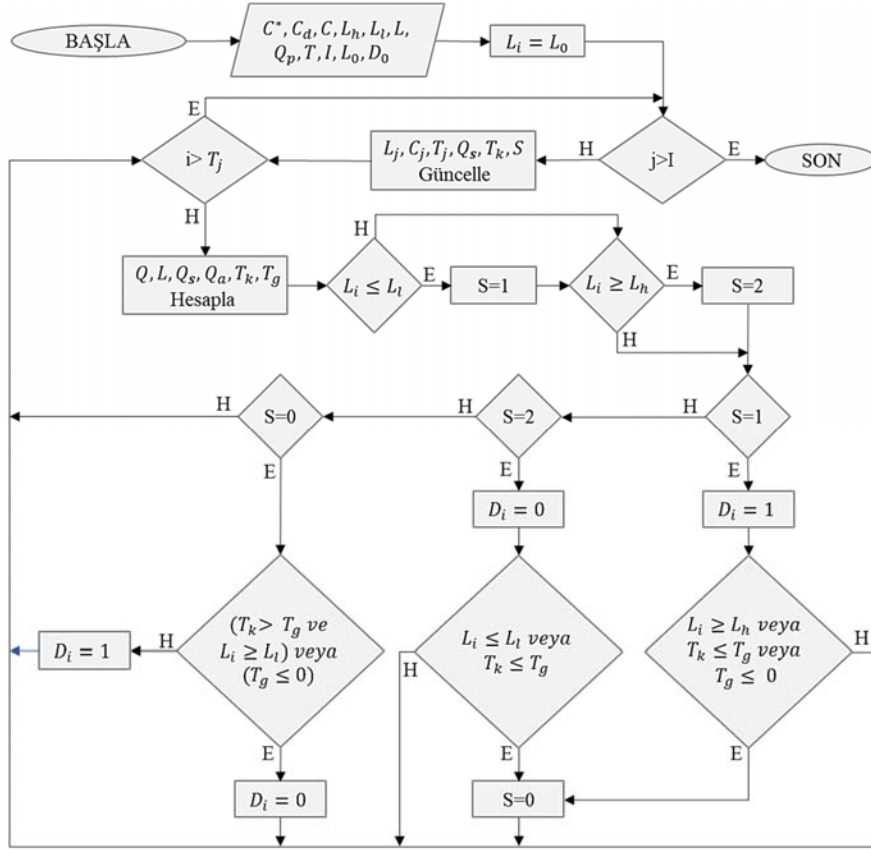 BAŞLA
C*, C_d, C, L_h, L_l, L,
Q_p, T, I, L_0, D_0
L_i = L_0
E
i> T_j
H
L_j, C_j, T_j, Q_s, T_k, S
Güncelle
H
j>I
E
SON
Q, L, Q_s, Q_a, T_k, T_g
Hesapla
H
L_i ≤ L_l
E
S=1
L_i ≥ L_h
E
S=2
H
H
S=0
E
H
S=2
E
H
S=1
E
D_i = 0
D_i = 1
D_i = 1
H
(T_k> T_g ve
L_i ≥ L_l) veya
(T_g ≤ 0)
E
H
L_i ≤ L_l veya
T_k ≤ T_g
E
L_i ≥ L_h veya
T_k ≤ T_g veya
T_g ≤ 0
H
E
D_i = 0
S=0